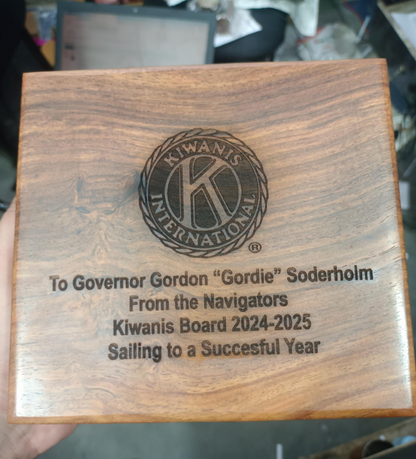 KIWANIS
K
INTERNATIONAL
®
To Governor Gordon “Gordie” Soderholm
From the Navigators
Kiwanis Board 2024-2025
Sailing to a Succesful Year